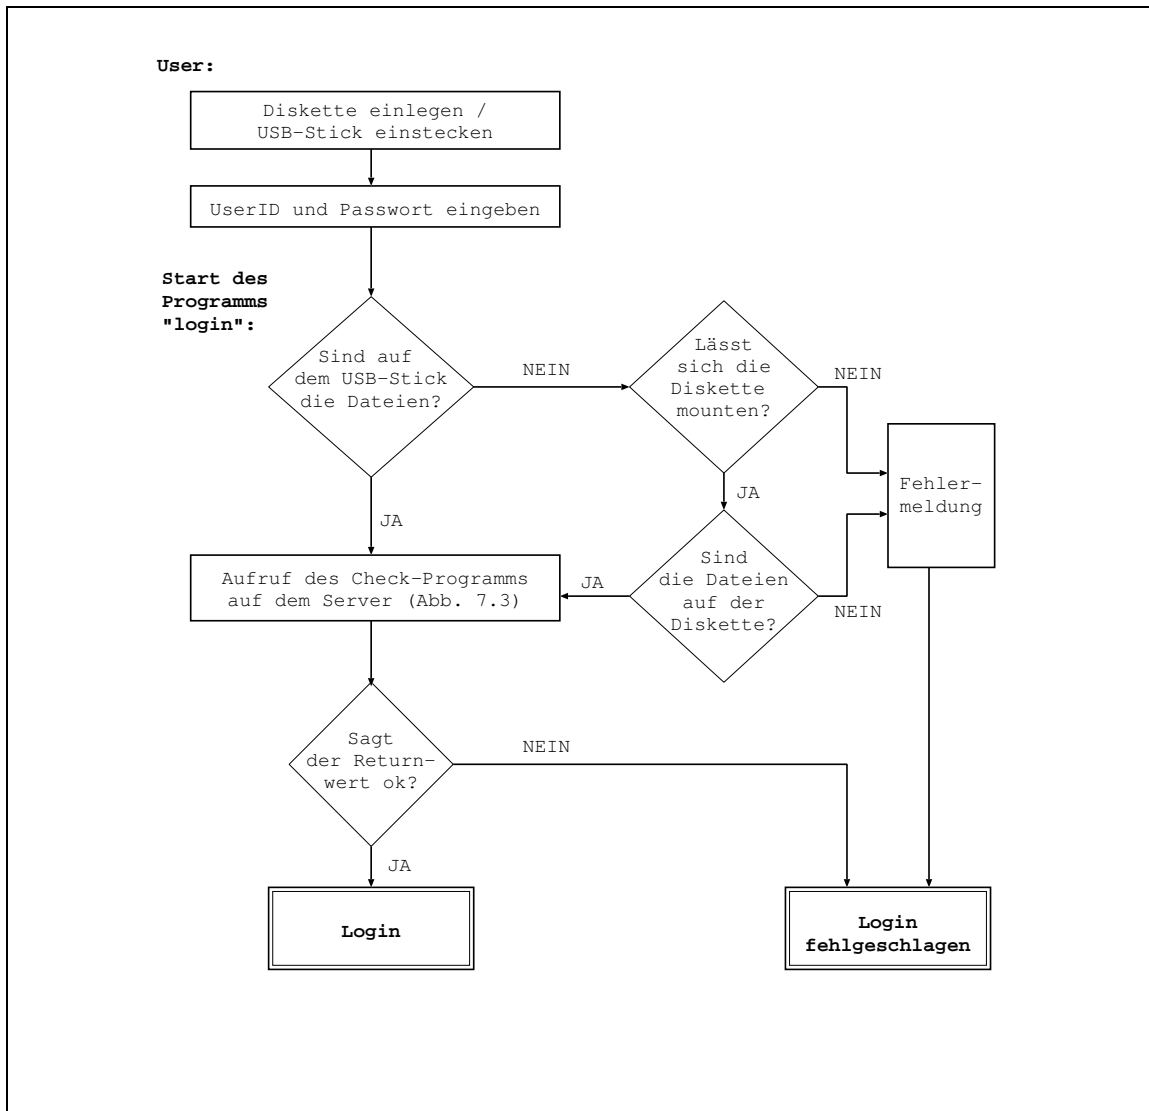 User:
Diskette einlegen /
USB-Stick einstecken
UserID und Passwort eingeben
Start des
Programms
"login":
Sind auf
dem USB-Stick
die Dateien?
NEIN
Lässt
sich die
Diskette
mounten?
NEIN
Fehler-
meldung
JA
JA
Aufruf des Check-Programms
auf dem Server (Abb. 7.3)
JA
Sind
die Dateien
auf der
Diskette?
NEIN
Sagt
der Return-
wert ok?
NEIN
JA
Login
Login
fehlgeschlagen